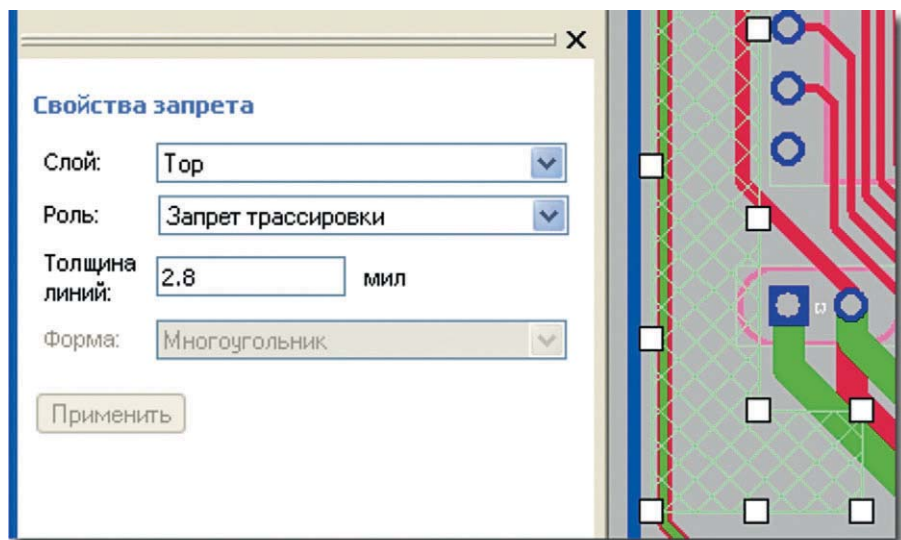 Свойства запрета
Слой: Top
Роль: Запрет трассировки
Толщина
линий: 2.8 мил
Форма: Многоугольник
Применить